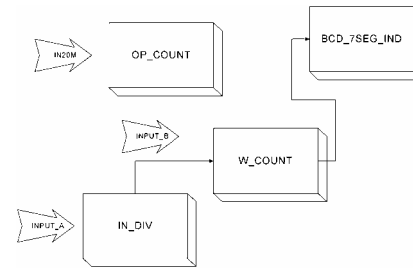 BCD_7SEG_IND
IN20M
OP_COUNT
INPUT_B
W_COUNT
INPUT_A
IN_DIV